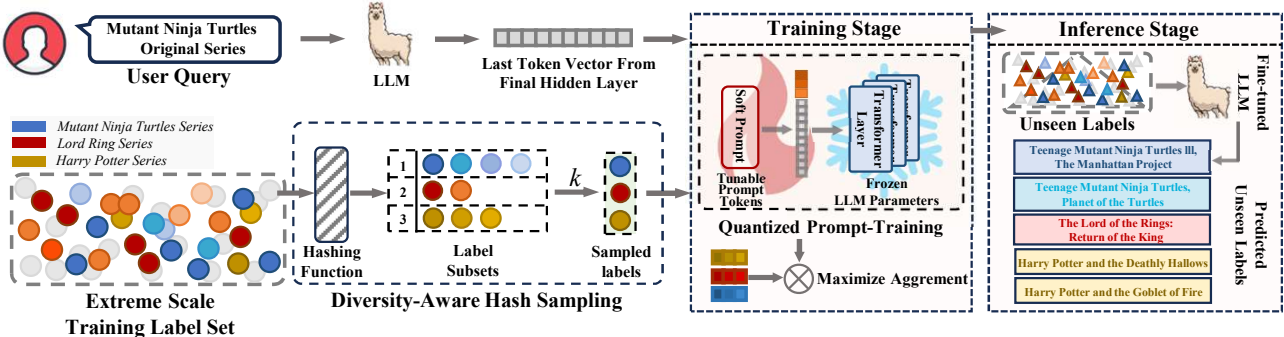 Mutant Ninja Turtles
Original Series
User Query
LLM
Last Token Vector From
Final Hidden Layer
Mutant Ninja Turtles Series
Lord Ring Series
Harry Potter Series
Extreme Scale
Training Label Set
Hashing
Function
1
2
3
Label
Subsets
k
Sampled
labels
Diversity-Aware Hash Sampling
Training Stage
Soft Prompt
Tunable
Prompt
Tokens
Transformer
Layer
Transformer
Transformer
Frozen
LLM Parameters
Quantized Prompt-Training
Maximize Aggrement
Inference Stage
Unseen Labels
Fine-tuned
LLM
Teenage Mutant Ninja Turtles III,
The Manhattan Project
Teenage Mutant Ninja Turtles,
Planet of the Turtles
The Lord of the Rings:
Return of the King
Harry Potter and the Deathly Hallows
Harry Potter and the Goblet of Fire
Predicted
Unseen Labels